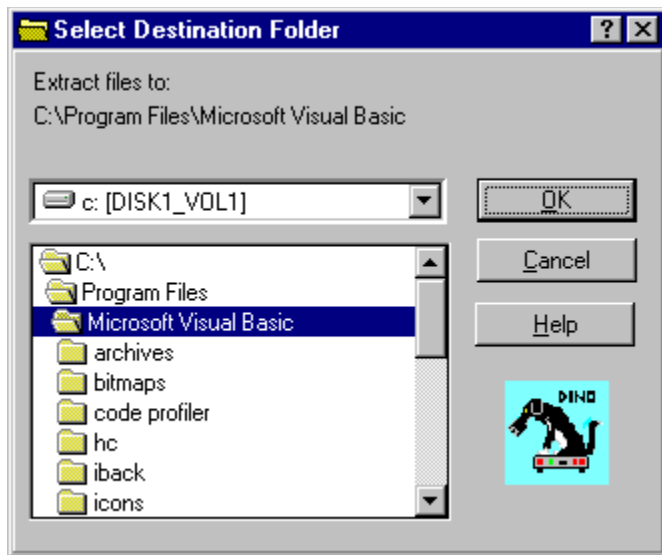 Select Destination Folder
Extract files to:
C:\Program Files\Microsoft Visual Basic
c: [DISK1_VOL1]
OK
C:\
Program Files
Microsoft Visual Basic
archives
bitmaps
code profiler
hc
iback
icons
Cancel
Help
DINO